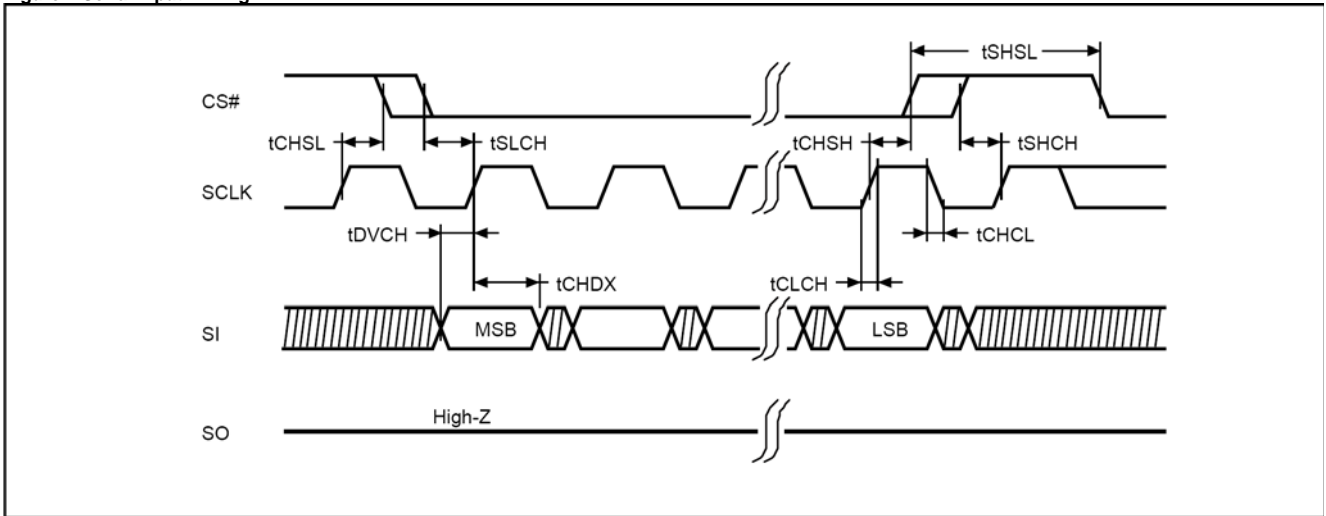 tSHSL
CS#
tCHSL
tSLCH
tCHSH
tSHCH
SCLK
tDVCH
tCHCL
tCHDX
tCLCH
SI
MSB
LSB
High-Z
SO